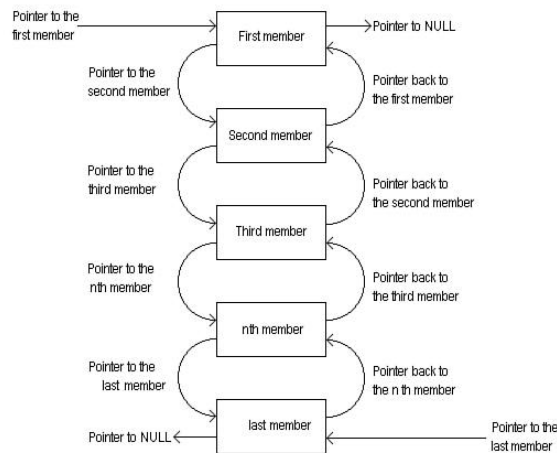 Pointer to the
first member
First member
Pointer to NULL
Pointer to the
second member
Pointer back to
the first member
Second member
Pointer to the
third member
Pointer back to
the second member
Third member
Pointer to the
nth member
Pointer back to
the third member
nth member
Pointer to the
last member
Pointer back to
the n th member
last member
Pointer to NULL
Pointer to the
last member